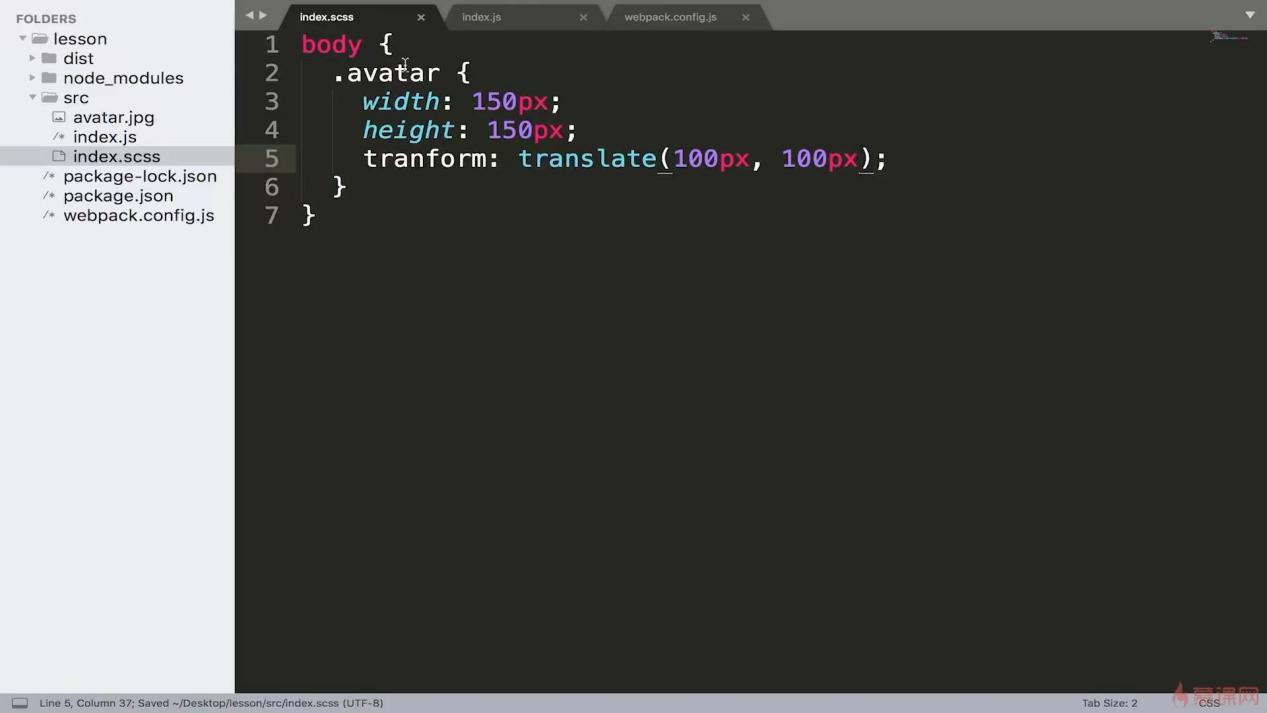 FOLDERS
lesson
dist
node_modules
src
avatar.jpg
index.js
index.scss
package-lock.json
package.json
webpack.config.js
index.scss
index.js
webpack.config.js
1 body {
2 .avatar {
3 width: 150px;
4 height: 150px;
5 tranform: translate(100px, 100px);
6 }
7 }
Line 5, Column 37; Saved ~/Desktop/lesson/src/index.scss (UTF-8)
Tab Size: 2
CSS
慕课网